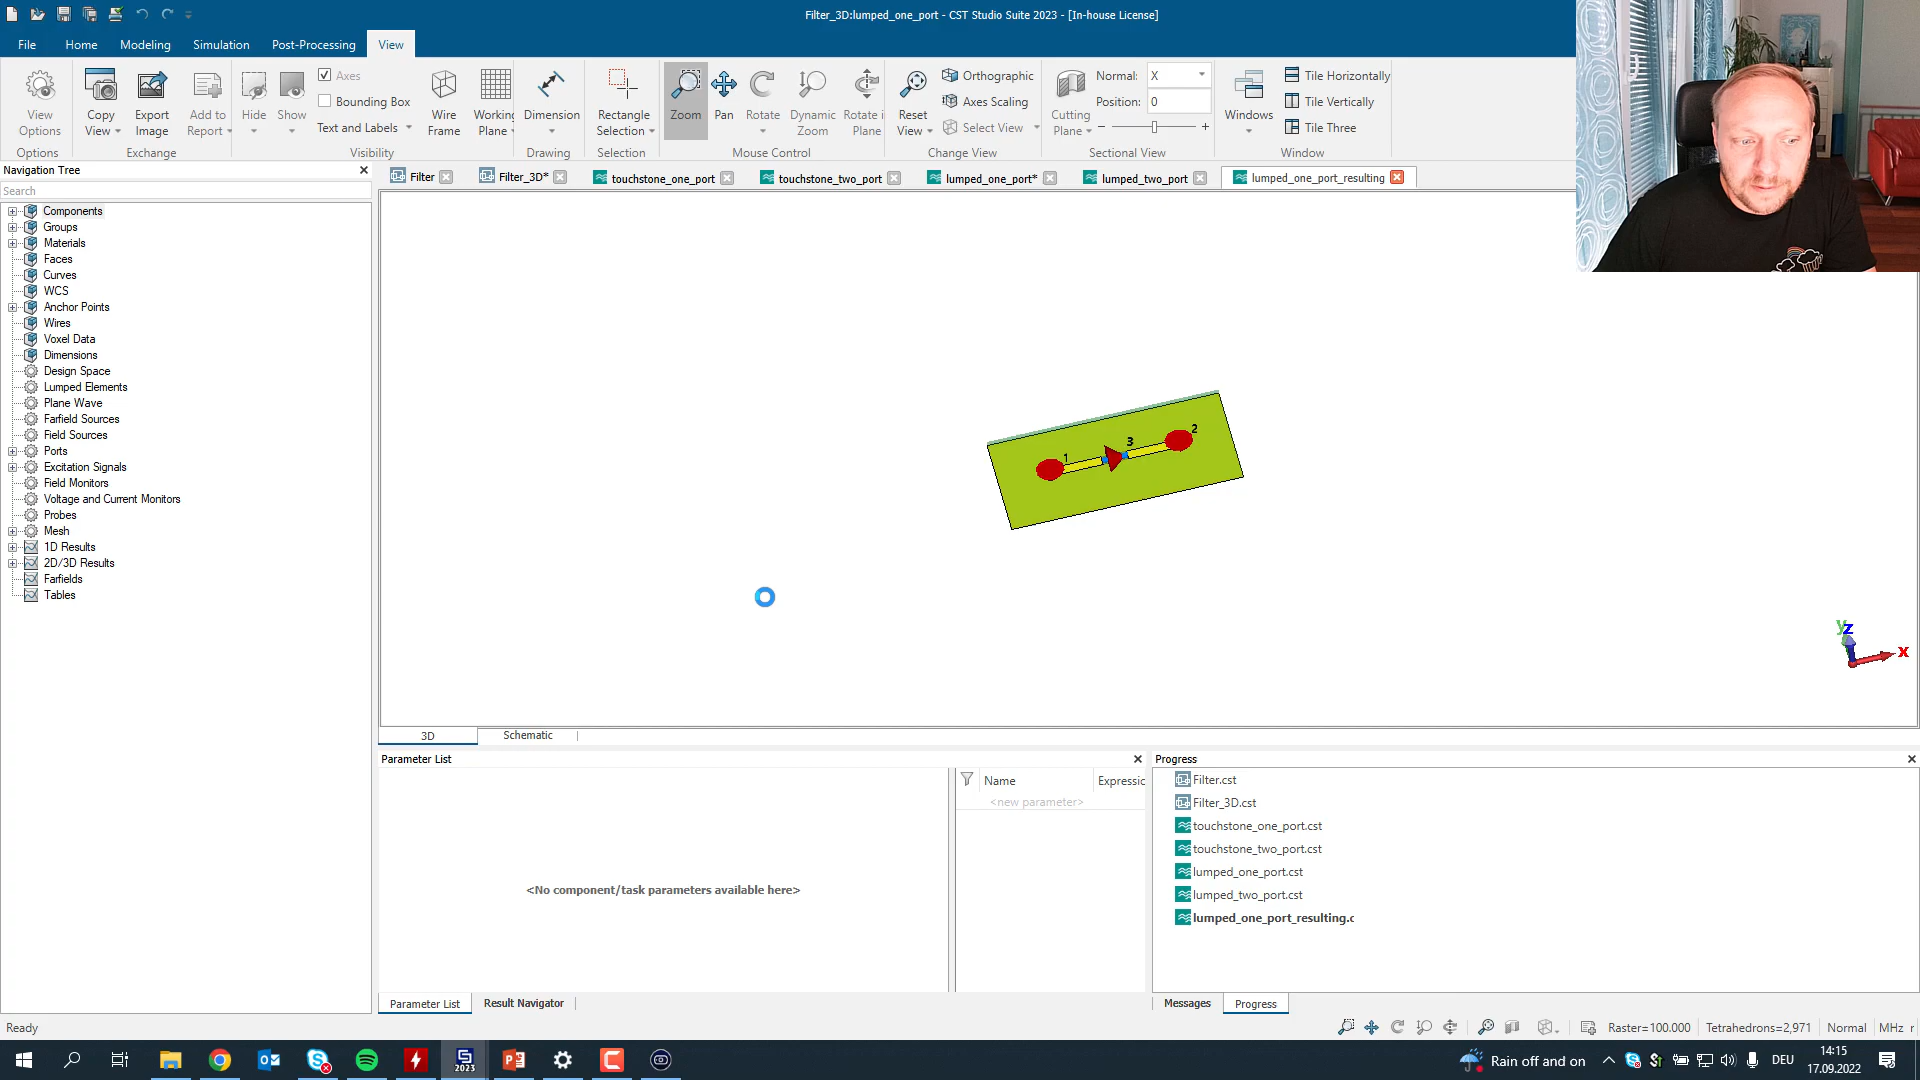 Filter_3D:lumped_one_port - CST Studio Suite 2023 - [In-house License]
File Home Modeling Simulation Post-Processing View
View Options
Copy View
Export Image
Add to Report
Hide
Show
Axes
Bounding Box
Text and Labels
Wire Frame
Working Plane
Dimension
Rectangle Selection
Zoom
Pan
Rotate
Dynamic Zoom
Rotate i Plane
Reset View
Orthographic
Axes Scaling
Select View
Cutting Plane
Normal: X
Position: 0
Windows
Tile Horizontally
Tile Vertically
Tile Three
Options Exchange Visibility Drawing Selection Mouse Control Change View Sectional View Window
Navigation Tree
Filter Filter_3D* touchstone_one_port touchstone_two_port lumped_one_port* lumped_two_port lumped_one_port_resulting
Search
Components
Groups
Materials
Faces
Curves
WCS
Anchor Points
Wires
Voxel Data
Dimensions
Design Space
Lumped Elements
Plane Wave
Farfield Sources
Field Sources
Ports
Excitation Signals
Field Monitors
Voltage and Current Monitors
Probes
Mesh
1D Results
2D/3D Results
Farfields
Tables
1
3
2
y
z
x
3D Schematic
Parameter List
Name Expressic
<new parameter>
<No component/task parameters available here>
Parameter List Result Navigator
Progress
Filter.cst
Filter_3D.cst
touchstone_one_port.cst
touchstone_two_port.cst
lumped_one_port.cst
lumped_two_port.cst
lumped_one_port_resulting.c
Messages Progress
Ready
Raster=100.000 Tetrahedrons=2,971 Normal MHz r
2023
Rain off and on
DEU
14:15
17.09.2022